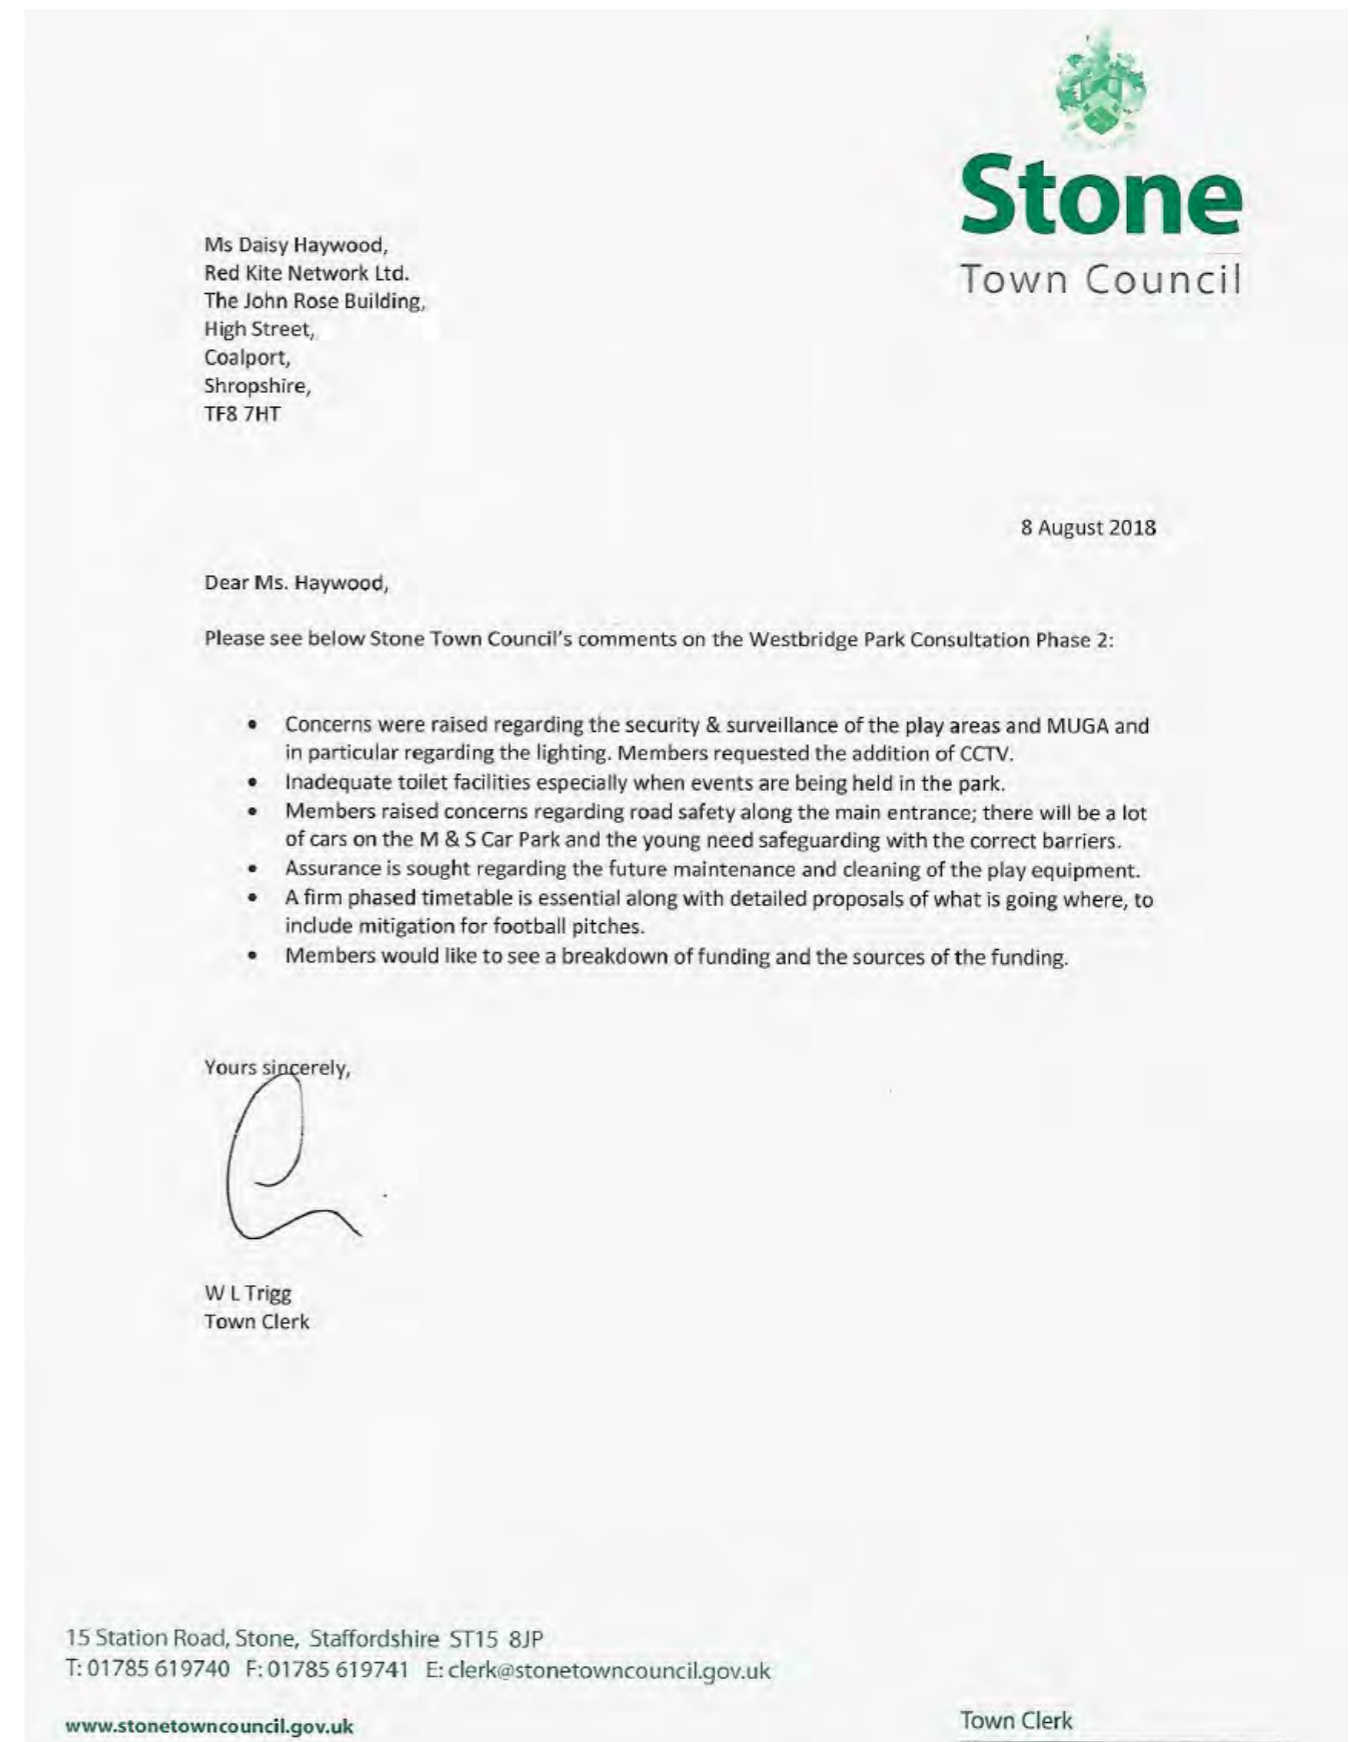 Stone
Town Council
Ms Daisy Haywood,
Red Kite Network Ltd.
The John Rose Building,
High Street,
Coalport,
Shropshire,
TF8 7HT
8 August 2018
Dear Ms. Haywood,
Please see below Stone Town Council's comments on the Westbridge Park Consultation Phase 2:
• Concerns were raised regarding the security & surveillance of the play areas and MUGA and
in particular regarding the lighting. Members requested the addition of CCTV.
• Inadequate toilet facilities especially when events are being held in the park.
• Members raised concerns regarding road safety along the main entrance; there will be a lot
of cars on the M & S Car Park and the young need safeguarding with the correct barriers.
• Assurance is sought regarding the future maintenance and cleaning of the play equipment.
• A firm phased timetable is essential along with detailed proposals of what is going where, to
include mitigation for football pitches.
• Members would like to see a breakdown of funding and the sources of the funding.
Yours sincerely,
W L Trigg
Town Clerk
15 Station Road, Stone, Staffordshire ST15 8JP
T: 01785 619740 F: 01785 619741 E: clerk@stonetowncouncil.gov.uk
www.stonetowncouncil.gov.uk
Town Clerk